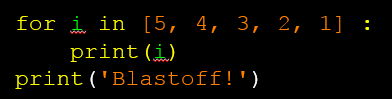 for i in [5, 4, 3, 2, 1] :
    print(i)
print('Blastoff!')